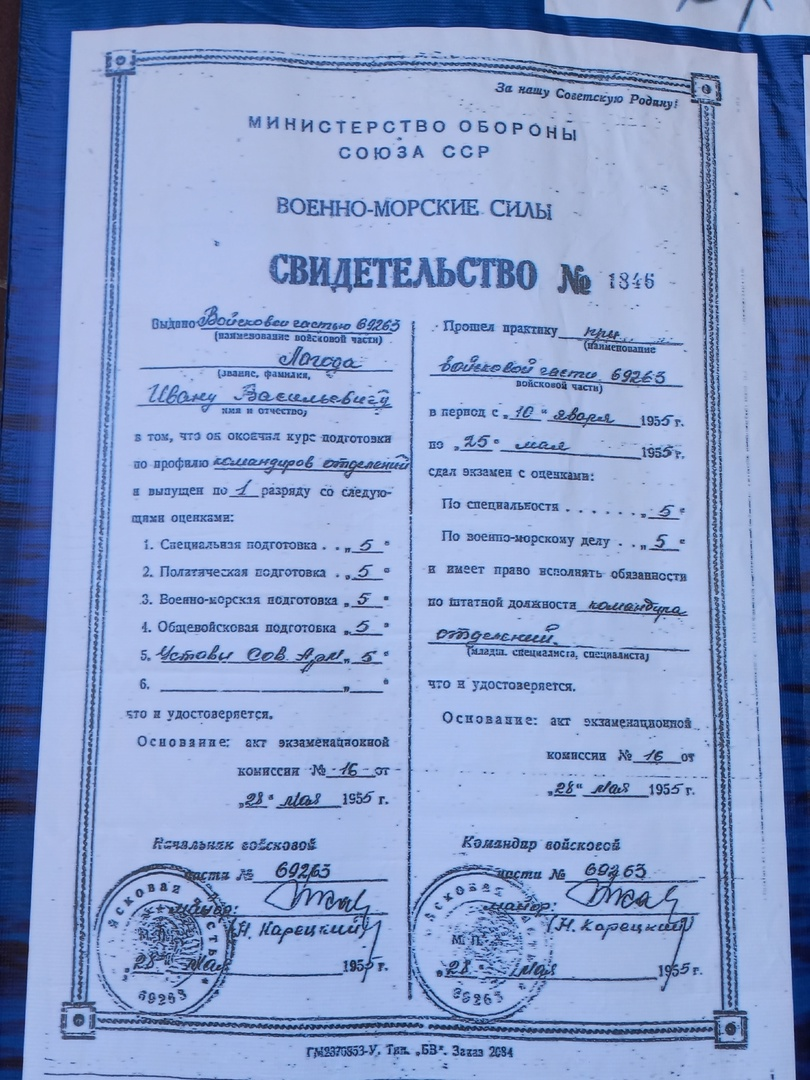 За нашу Советскую Родину!
МИНИСТЕРСТВО ОБОРОНЫ
СОЮЗА ССР
ВОЕННО-МОРСКИЕ СИЛЫ
СВИДЕТЕЛЬСТВО № 1846
Выдано Войсковой частью 69263
(наименование войсковой части)
Погода
(звание, фамилия,
Ивану Васильевичу
имя и отчество)
в том, что он окончил курс подготовки
по профилю командиров отделений
и выпущен по 1 разряду со следую-
щими оценками:
1. Специальная подготовка . . „ 5 "
2. Политическая подготовка . „ 5 "
3. Военно-морская подготовка „ 5 "
4. Общевойсковая подготовка „ 5 "
5. Уставы Сов. Арм „ 5 "
6. „ "
что и удостоверяется.
Основание: акт экзаменационной
комиссии № 16 от
„28" мая 1955 г.
Начальник войсковой
части № 69263
майор:
(Н. Карецкий)
„28" мая 1955 г.
войсковая часть
69263
Прошел практику при
(наименование
войсковой части 69263
войсковой части)
в период с „10" января 1955 г.
по „25" мая 1955 г.
сдал экзамен с оценками:
По специальности . . . . . . . „ 5 "
По военно-морскому делу . . „ 5 "
и имеет право исполнять обязанности
по штатной должности командира
отделений
(младш. специалиста, специалиста)
что и удостоверяется.
Основание: акт экзаменационной
комиссии № 16 от
„28" мая 1955 г.
Командир войсковой
части № 69263
майор:
М. П.
(Н. Карецкий)
„28" мая 1955 г.
69263
ГМ2370853-У. Тип. „БВ". Заказ 2084